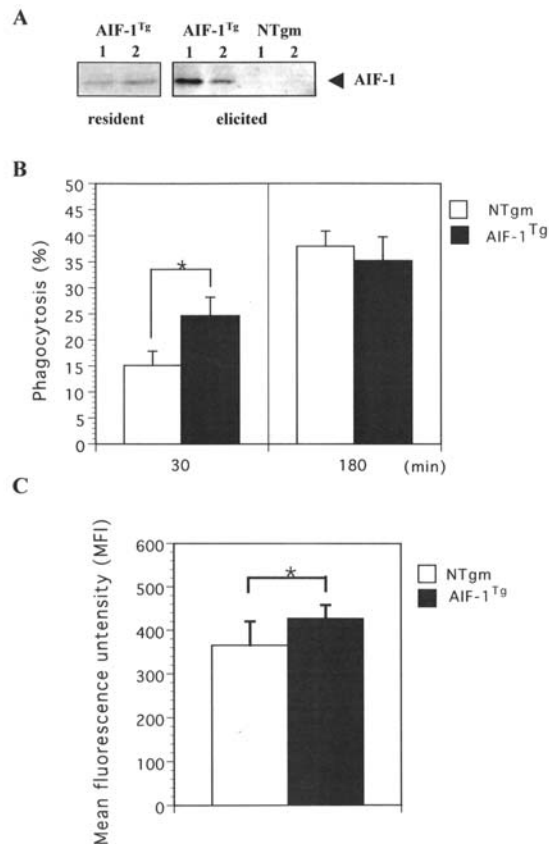 A
AIF-1Tg AIF-1Tg NTgm
1 2 1 2 1 2
AIF-1
resident elicited
B
50
45
40
35
30
25
20
15
10
5
0
Phagocytosis (%)
*
30 180 (min)
NTgm
AIF-1Tg
C
600
500
400
300
200
100
0
Mean fluorescence untensity (MFI)
*
NTgm
AIF-1Tg